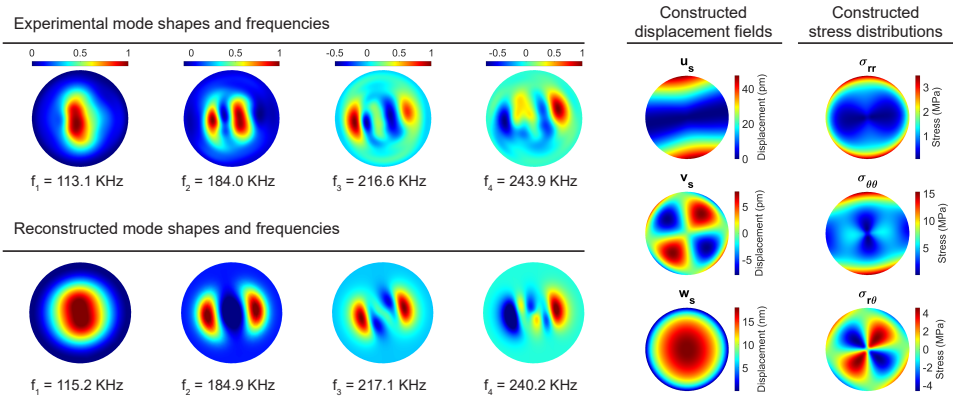 Experimental mode shapes and frequencies
0 0.5 1
0 0.5 1
-0.5 0 0.5 1
-0.5 0 0.5 1
f1 = 113.1 KHz
f2 = 184.0 KHz
f3 = 216.6 KHz
f4 = 243.9 KHz
Reconstructed mode shapes and frequencies
f1 = 115.2 KHz
f2 = 184.9 KHz
f3 = 217.1 KHz
f4 = 240.2 KHz
Constructed
displacement fields
us
40
20
0
Displacement (pm)
vs
5
0
-5
Displacement (pm)
ws
15
10
5
0
Displacement (nm)
Constructed
stress distributions
σrr
3
2
1
Stress (MPa)
σθθ
15
10
5
Stress (MPa)
σrθ
4
2
0
-2
-4
Stress (MPa)